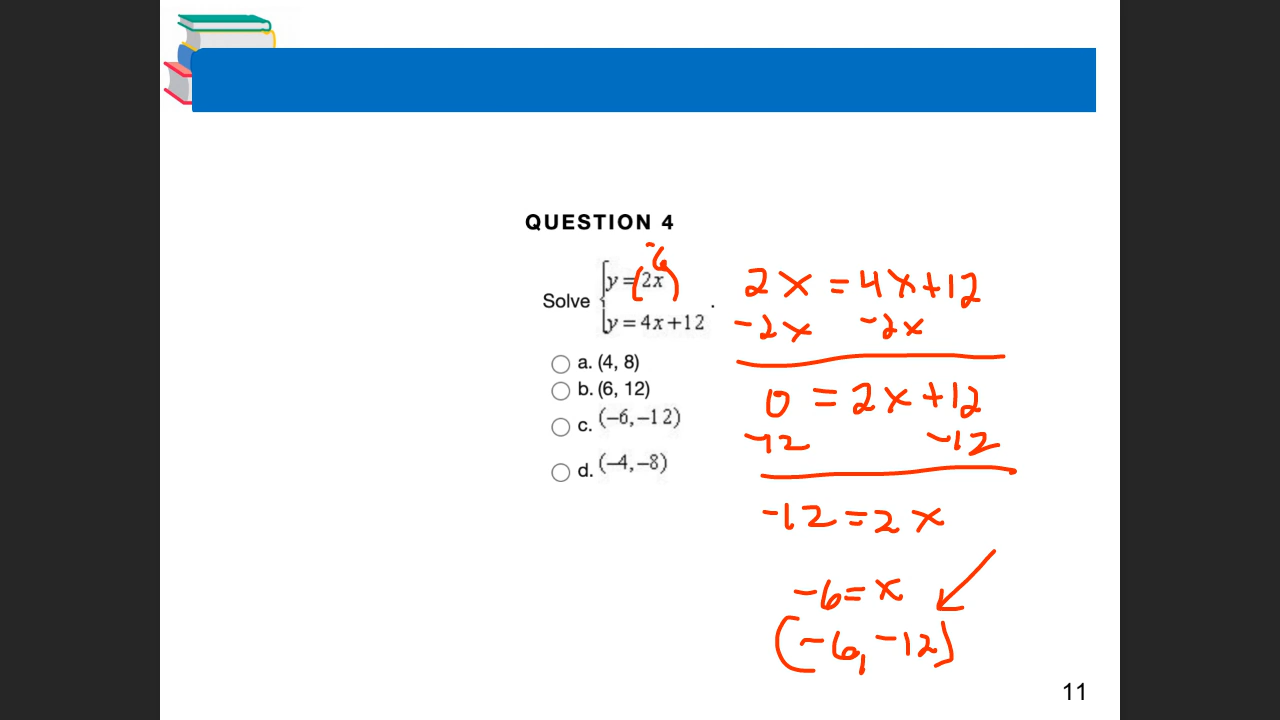 QUESTION 4
-6
Solve { y = (2x)
y = 4x+12 .
a. (4, 8)
b. (6, 12)
c. (−6,−12)
d. (−4,−8)
2x = 4x+12
-2x -2x
0 = 2x+12
-12 -12
-12 = 2x
-6 = x
(-6, -12)
11